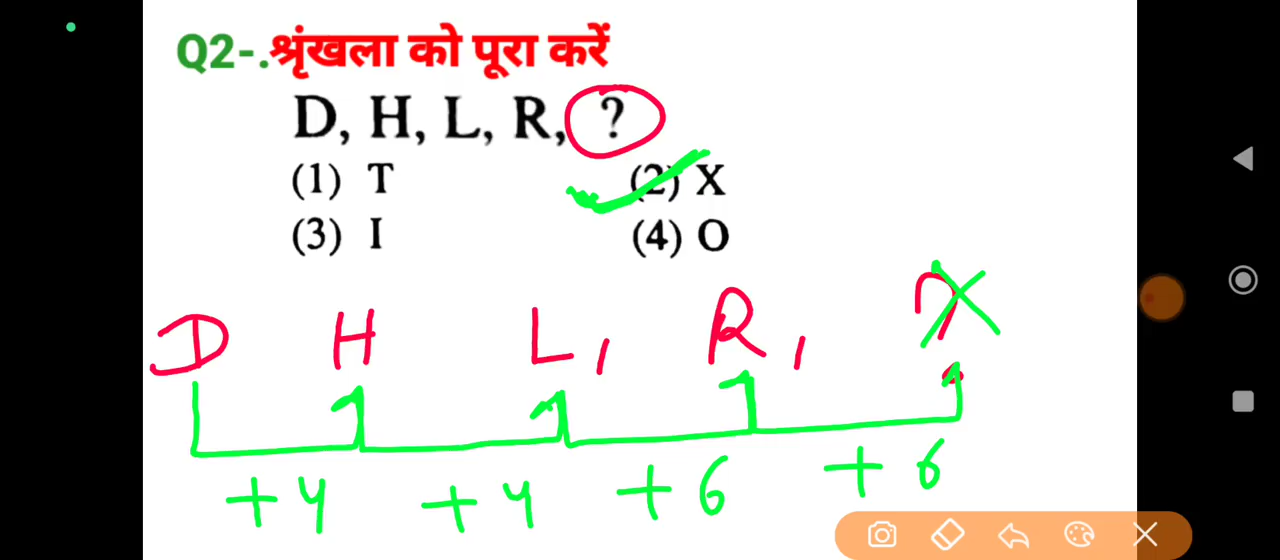 Q2-.श्रृंखला को पूरा करें
D, H, L, R, ?
(1) T (2) X
(3) I (4) O
D H L, R, ? X
+4 +4 +6 +6